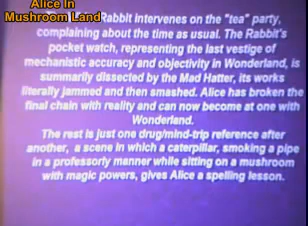 Alice In
Mushroom Land
Rabbit intervenes on the "tea" party,
complaining about the time as usual. The Rabbit's
pocket watch, representing the last vestige of
mechanistic accuracy and objectivity in Wonderland, is
summarily dissected by the Mad Hatter, its works
literally jammed and then smashed. Alice has broken the
final chain with reality and can now become at one with
Wonderland.
The rest is just one drug/mind-trip reference after
another, a scene in which a caterpillar, smoking a pipe
in a professorly manner while sitting on a mushroom
with magic powers, gives Alice a spelling lesson.